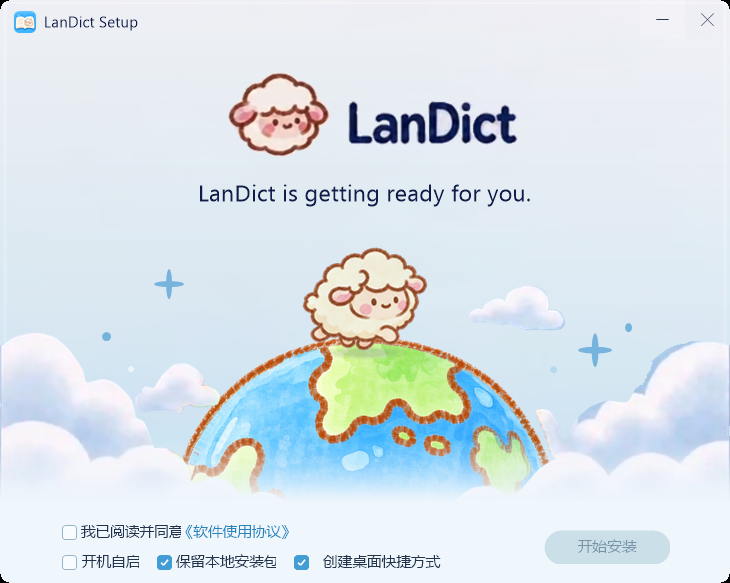 LanDict Setup
LanDict
LanDict is getting ready for you.
我已阅读并同意《软件使用协议》
开机自启 保留本地安装包 创建桌面快捷方式
开始安装